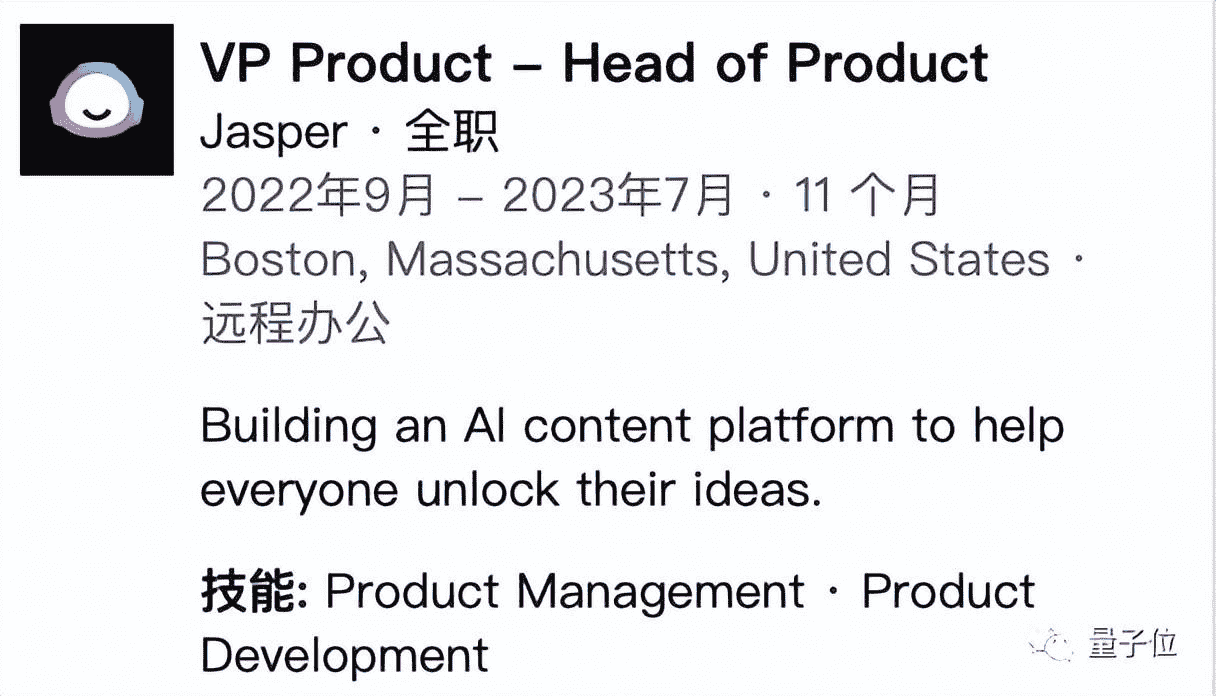 VP Product – Head of Product
Jasper · 全职
2022年9月 – 2023年7月 · 11 个月
Boston, Massachusetts, United States ·
远程办公
Building an AI content platform to help
everyone unlock their ideas.
技能: Product Management · Product
Development
量子位